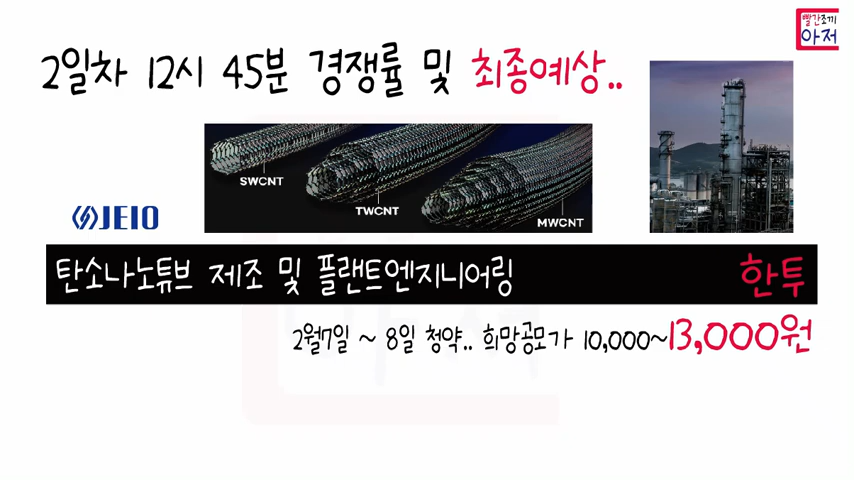 빨간조끼
아저
2일차 12시 45분 경쟁률 및 최종예상..
SWCNT
TWCNT
MWCNT
JEIO
탄소나노튜브 제조 및 플랜트엔지니어링 한투
2월7일 ~ 8일 청약.. 희망공모가 10,000~13,000원